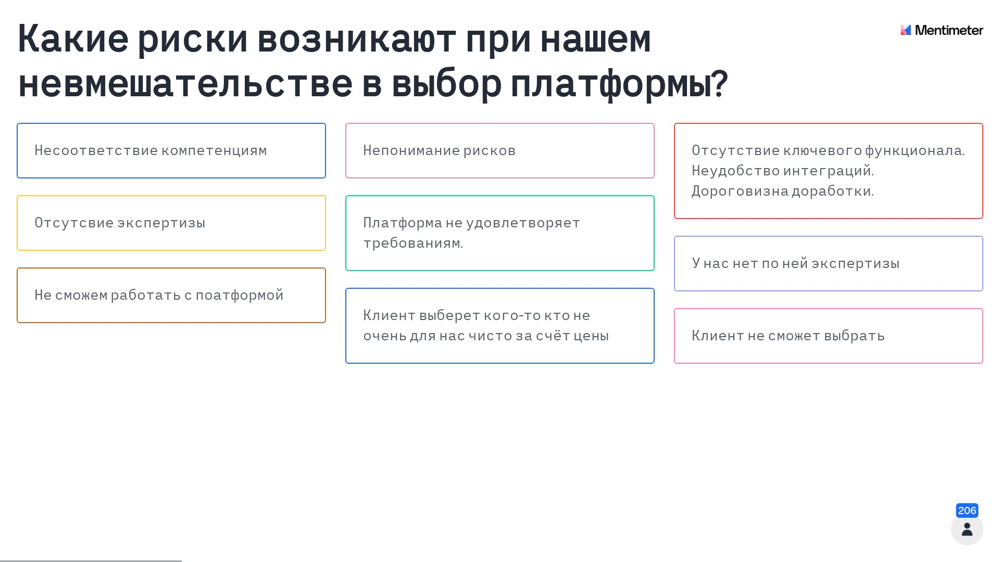 Какие риски возникают при нашем
невмешательстве в выбор платформы?
Mentimeter
Несоответствие компетенциям
Отсутсвие экспертизы
Не сможем работать с поатформой
Непонимание рисков
Платформа не удовлетворяет
требованиям.
Клиент выберет кого-то кто не
очень для нас чисто за счёт цены
Отсутствие ключевого функционала.
Неудобство интеграций.
Дороговизна доработки.
У нас нет по ней экспертизы
Клиент не сможет выбрать
206